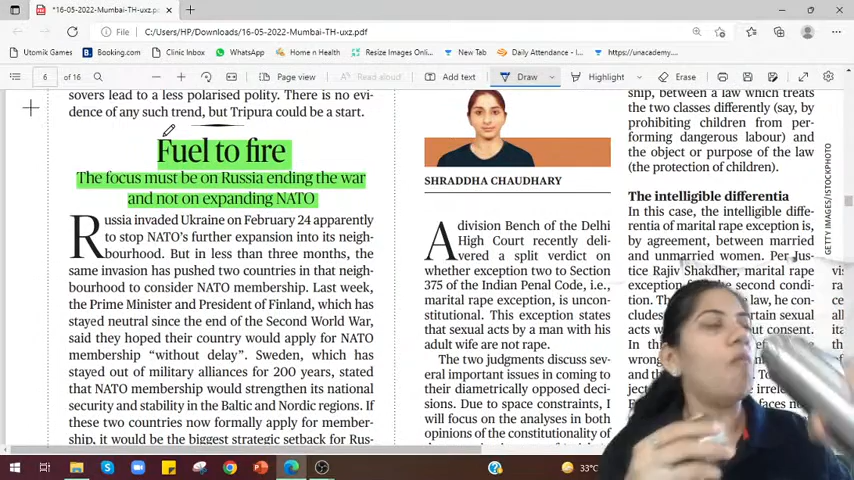 *16-05-2022-Mumbai-TH-uxz.pdf
File
C:/Users/HP/Downloads/16-05-2022-Mumbai-TH-uxz.pdf
Utomik Games
Booking.com
Clinic Inbox
WhatsApp
Home n Health
Resize Images Onlin...
New Tab
Daily Attendance - I...
https://unacademy....
6 of 16
Page view
Read aloud
Add text
Draw
Highlight
Erase
sovers lead to a less polarised polity. There is no evi-
dence of any such trend, but Tripura could be a start.
Fuel to fire
The focus must be on Russia ending the war
and not on expanding NATO
Russia invaded Ukraine on February 24 apparently
to stop NATO's further expansion into its neigh-
bourhood. But in less than three months, the
same invasion has pushed two countries in that neigh-
bourhood to consider NATO membership. Last week,
the Prime Minister and President of Finland, which has
stayed neutral since the end of the Second World War,
said they hoped their country would apply for NATO
membership “without delay”. Sweden, which has
stayed out of military alliances for 200 years, stated
that NATO membership would strengthen its national
security and stability in the Baltic and Nordic regions. If
these two countries now formally apply for member-
ship, it would be the biggest strategic setback for Rus-
SHRADDHA CHAUDHARY
A division Bench of the Delhi
High Court recently deli-
vered a split verdict on
whether exception two to Section
375 of the Indian Penal Code, i.e.,
marital rape exception, is uncon-
stitutional. This exception states
that sexual acts by a man with his
adult wife are not rape.
The two judgments discuss sev-
eral important issues in coming to
their diametrically opposed deci-
sions. Due to space constraints, I
will focus on the analyses in both
opinions of the constitutionality of
ship, between a law which treats
the two classes differently (say, by
prohibiting children from per-
forming dangerous labour) and
the object or purpose of the law
(the protection of children).
The intelligible differentia
In this case, the intelligible diffe-
rentia of marital rape exception is,
by agreement, between married
and unmarried women. Per Jus-
tice Rajiv Shakdher, marital rape
exception second condi-
tion. law, he con-
cludes certain sexual
acts out consent.
In
wrong
and
GETTY IMAGES/ISTOCKPHOTO
33°C